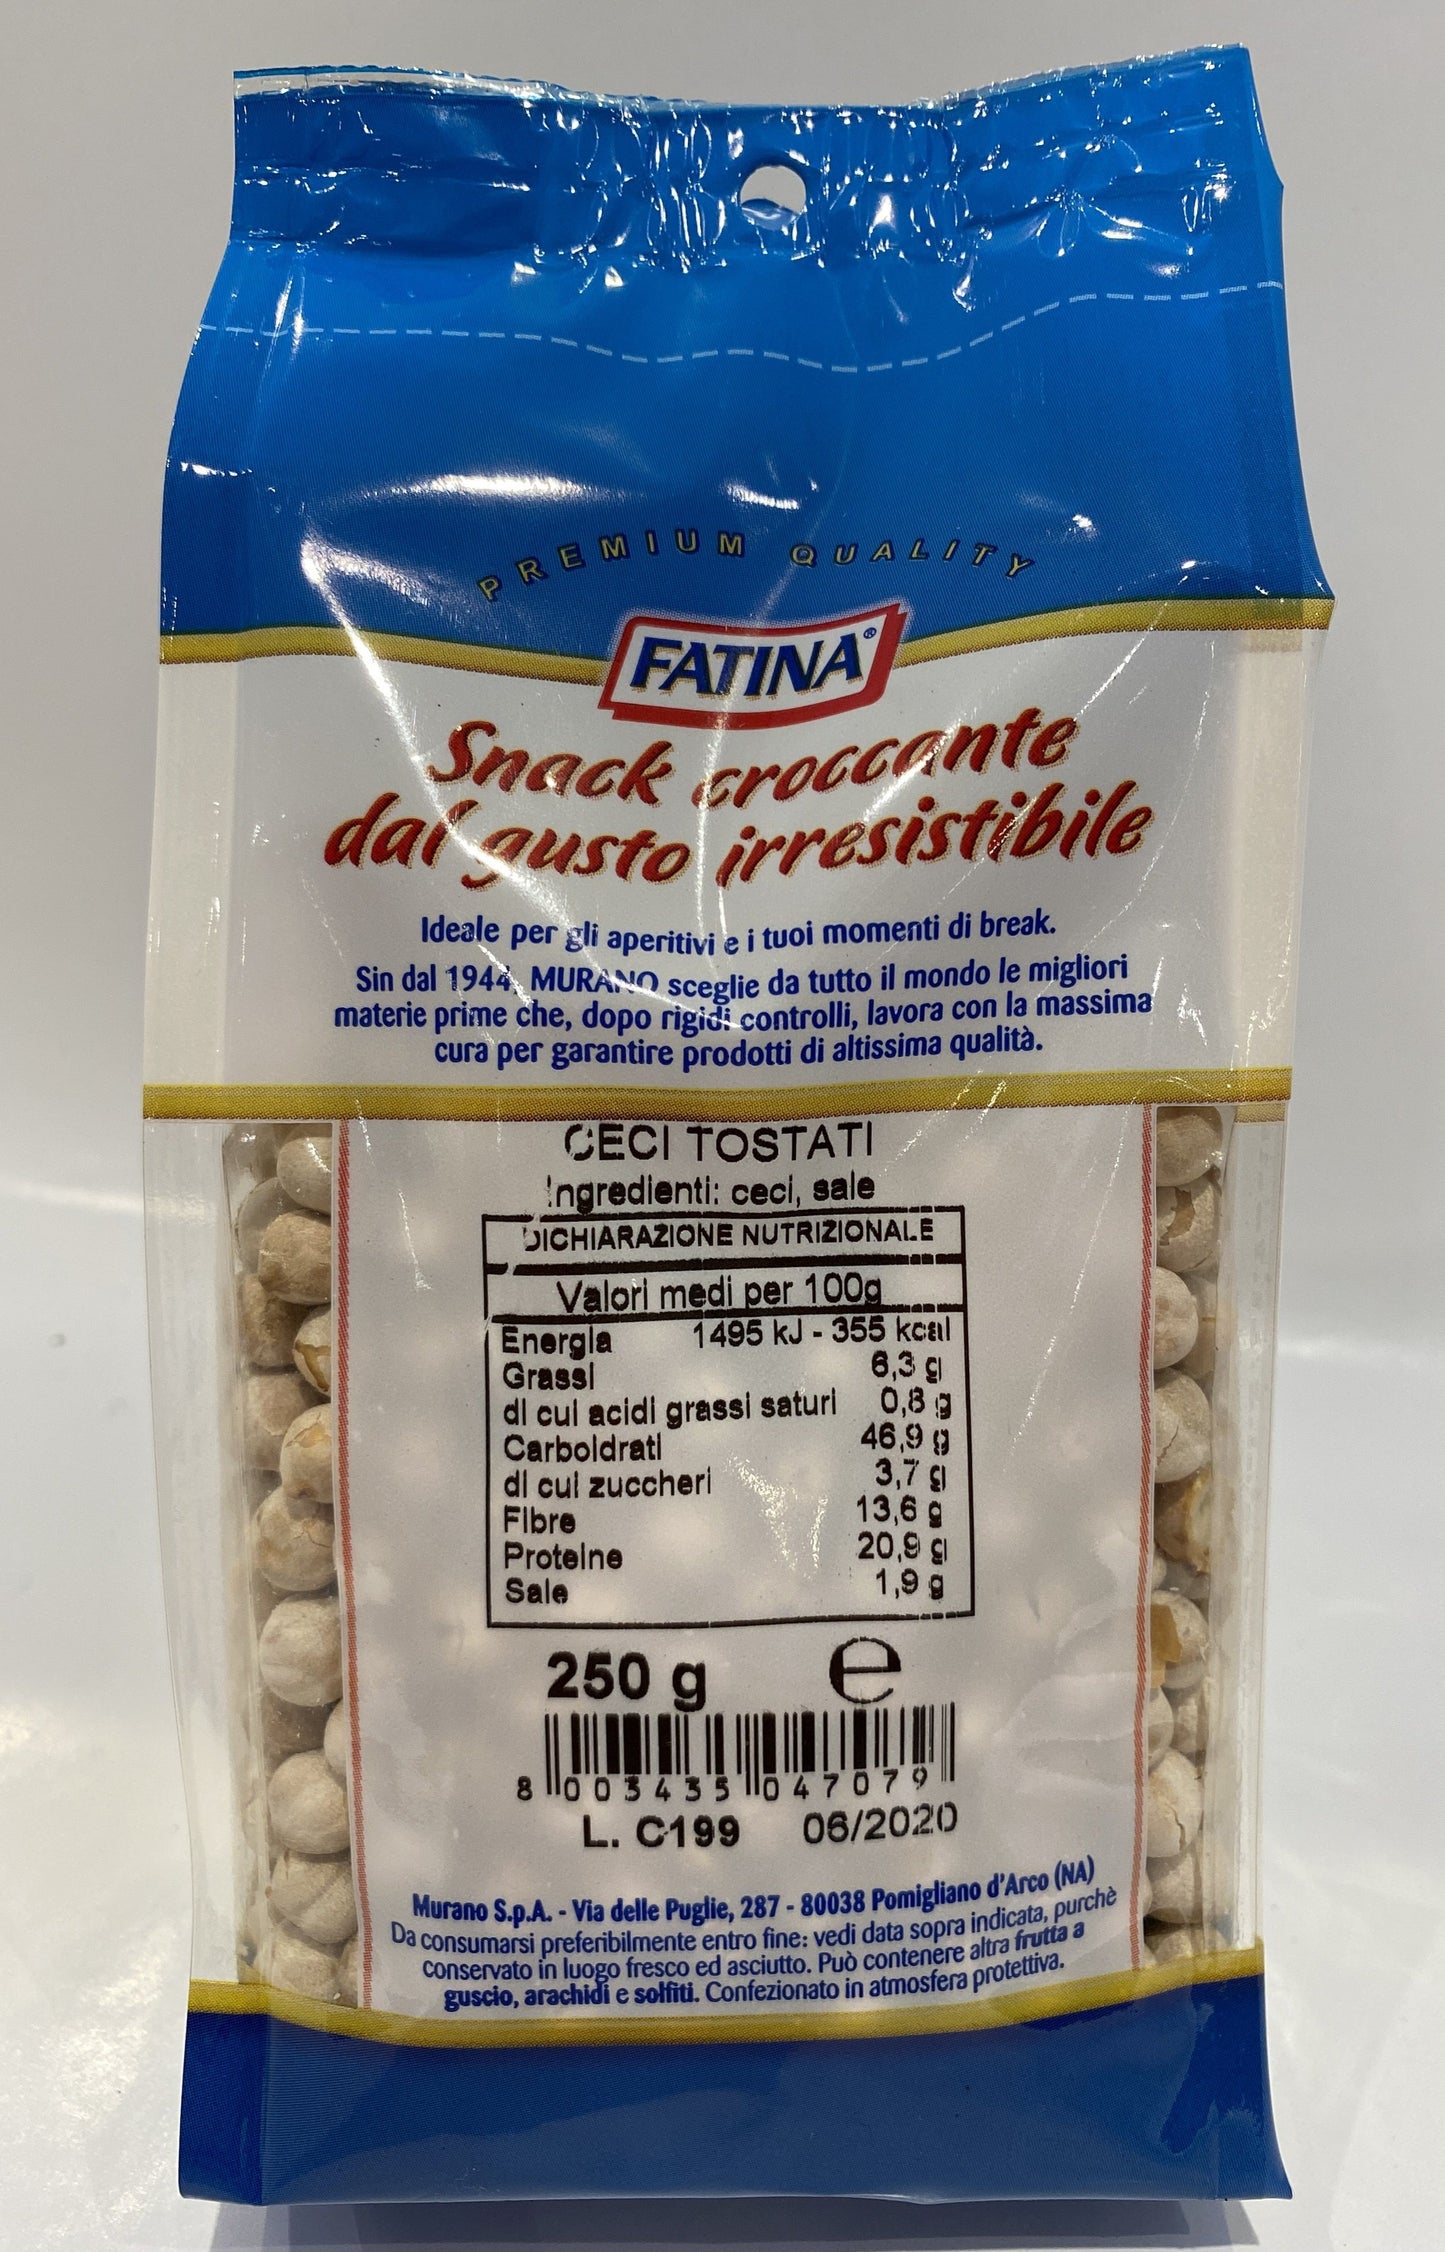 PREMIUM QUALITY
FATINA®
Snack croccante
dal gusto irresistibile
Ideale per gli aperitivi e i tuoi momenti di break.
Sin dal 1944, MURANO sceglie da tutto il mondo le migliori
materie prime che, dopo rigidi controlli, lavora con la massima
cura per garantire prodotti di altissima qualità.
CECI TOSTATI
Ingredienti: ceci, sale
DICHIARAZIONE NUTRIZIONALE
Valori medi per 100g
Energia 1495 kJ - 355 kcal
Grassi 6,3 g
di cui acidi grassi saturi 0,8 g
Carboidrati 46,9 g
di cui zuccheri 3,7 g
Fibre 13,6 g
Proteine 20,9 g
Sale 1,9 g
250 g e
8 003435 047079
L. C199 06/2020
Murano S.p.A. - Via delle Puglie, 287 - 80038 Pomigliano d'Arco (NA)
Da consumarsi preferibilmente entro fine: vedi data sopra indicata, purchè
conservato in luogo fresco ed asciutto. Può contenere altra frutta a
guscio, arachidi e solfiti. Confezionato in atmosfera protettiva.